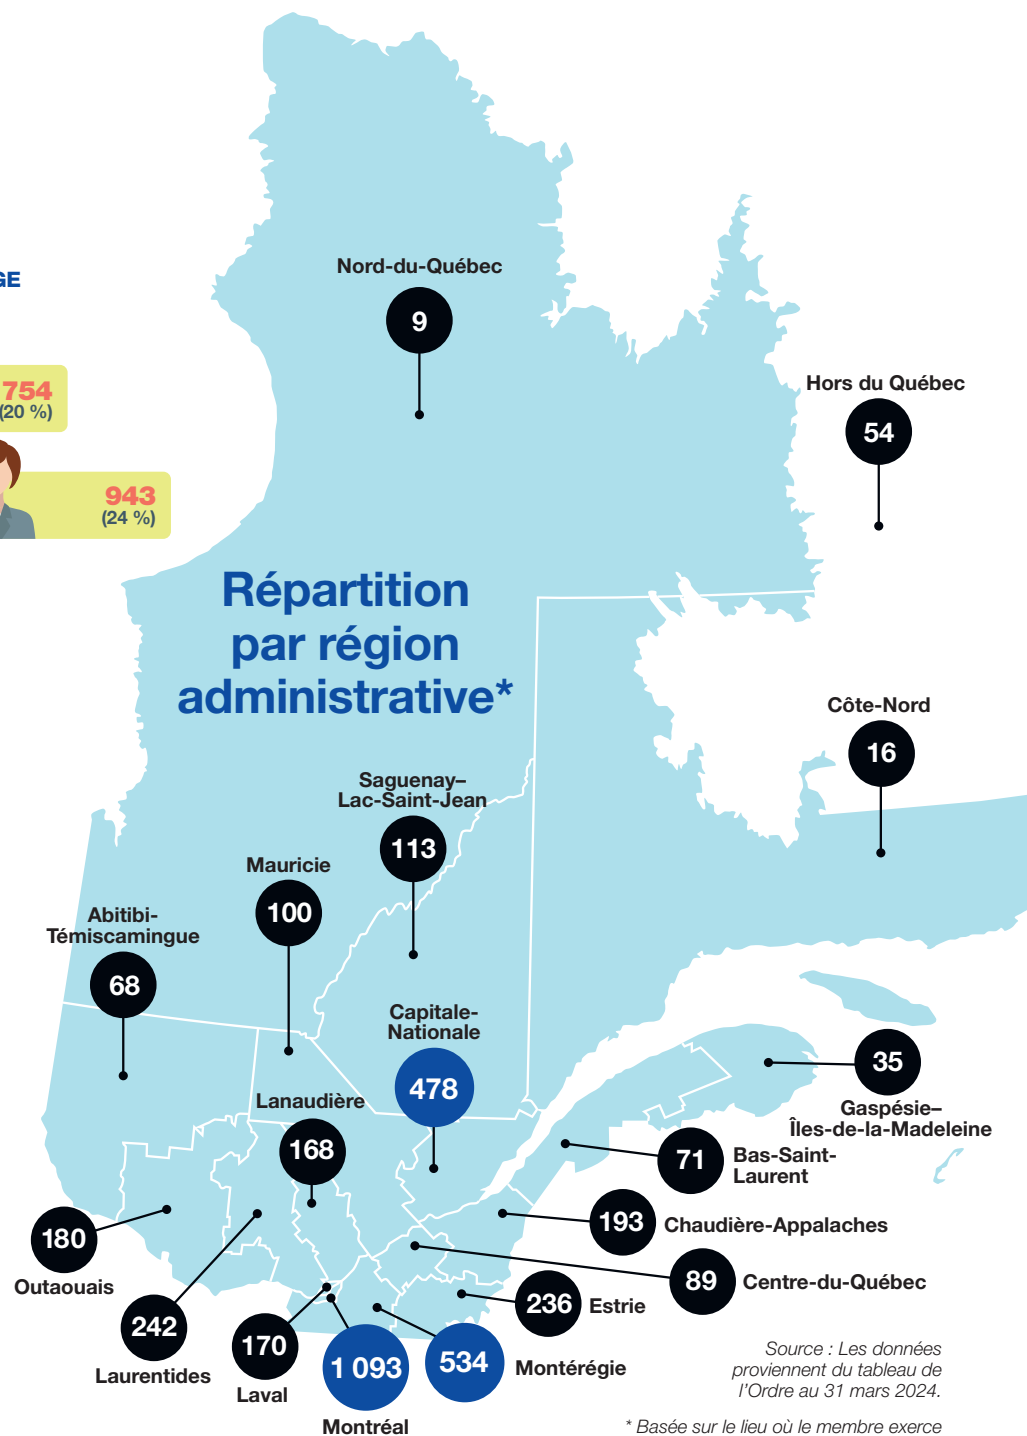 GE
754
(20 %)
943
(24 %)
Répartition
par région
administrative*
Nord-du-Québec
9
Hors du Québec
54
Côte-Nord
16
Saguenay–
Lac-Saint-Jean
113
Mauricie
100
Abitibi-
Témiscamingue
68
Capitale-
Nationale
478
Lanaudière
168
35
Gaspésie–
Îles-de-la-Madeleine
71
Bas-Saint-
Laurent
193
Chaudière-Appalaches
89
Centre-du-Québec
180
Outaouais
242
Laurentides
170
Laval
1 093
Montréal
534
Montérégie
236
Estrie
Source : Les données
proviennent du tableau de
l’Ordre au 31 mars 2024.
* Basée sur le lieu où le membre exerce